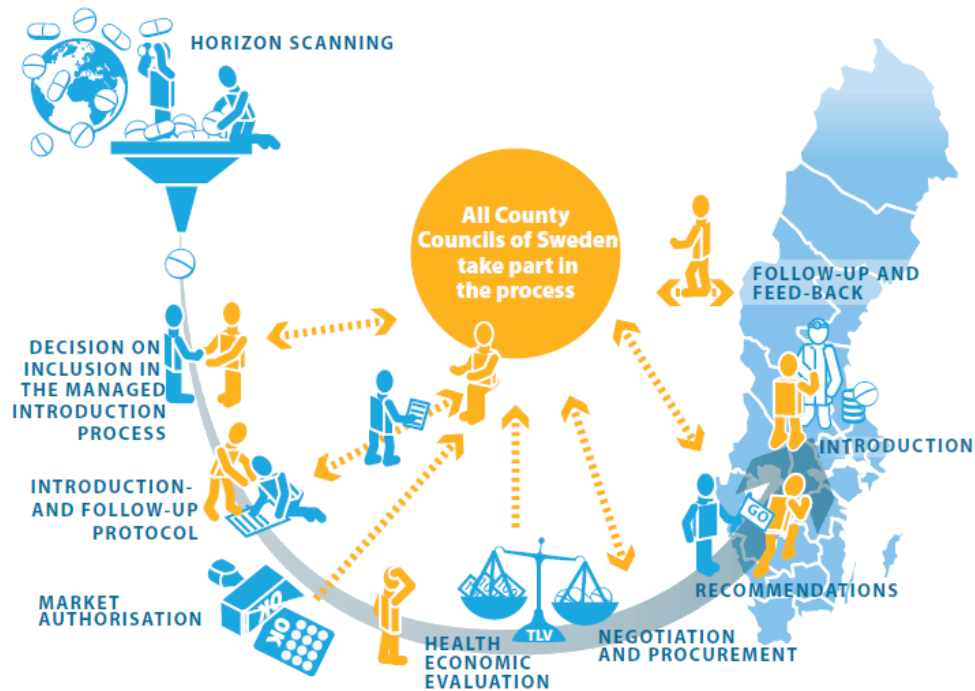 HORIZON SCANNING
All County
Councils of Sweden
take part in
the process
FOLLOW-UP AND
FEED-BACK
DECISION ON
INCLUSION IN
THE MANAGED
INTRODUCTION
PROCESS
INTRODUCTION
INTRODUCTION-
AND FOLLOW-UP
PROTOCOL
GO
RECOMMENDATIONS
MARKET
AUTHORISATION
OK
OK
TLV
HEALTH
ECONOMIC
EVALUATION
NEGOTIATION
AND PROCUREMENT